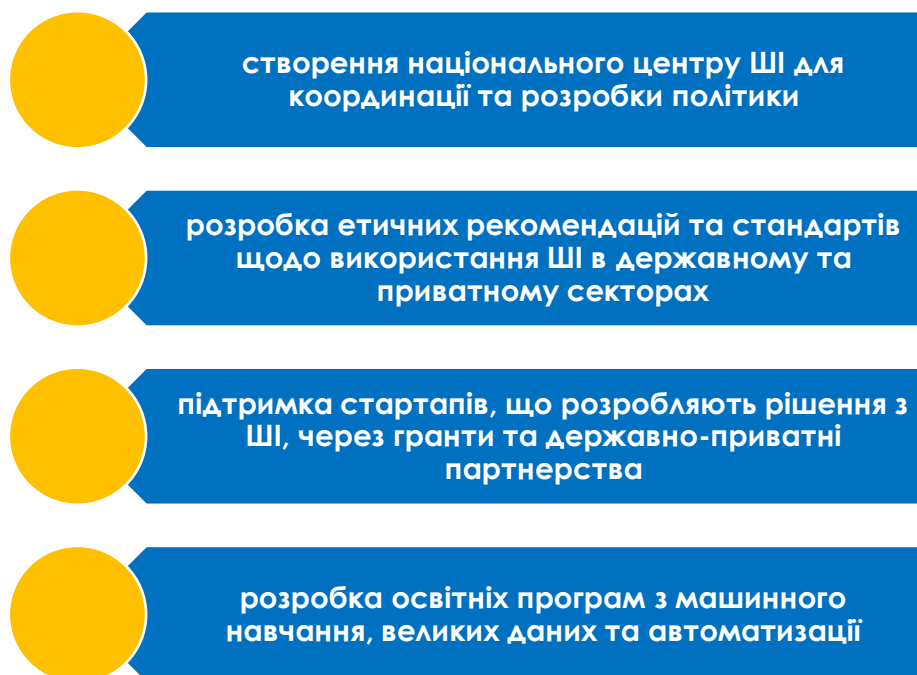 створення національного центру ШІ для
координації та розробки політики
розробка етичних рекомендацій та стандартів
щодо використання ШІ в державному та
приватному секторах
підтримка стартапів, що розробляють рішення з
ШІ, через гранти та державно-приватні
партнерства
розробка освітніх програм з машинного
навчання, великих даних та автоматизації